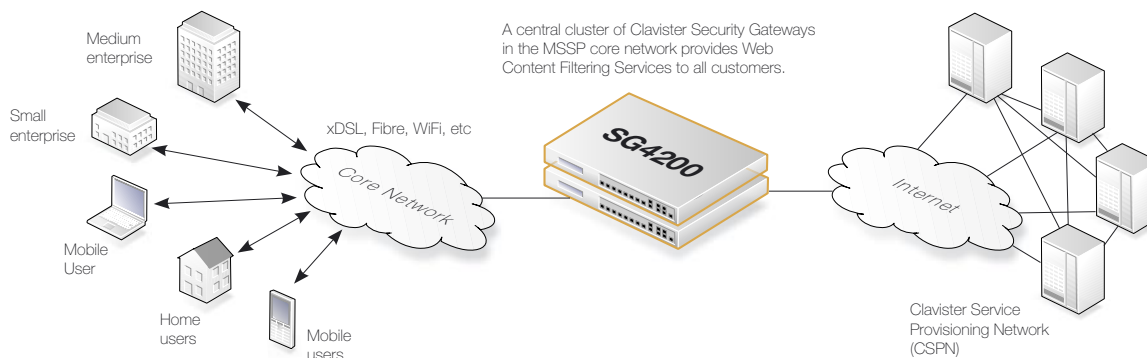 Medium
enterprise
A central cluster of Clavister Security Gateways
in the MSSP core network provides Web
Content Filtering Services to all customers.
Small
enterprise
xDSL, Fibre, WiFi, etc
SG4200
Core Network
Internet
Mobile
User
Home
users
Mobile
users
Clavister Service
Provisioning Network
(CSPN)